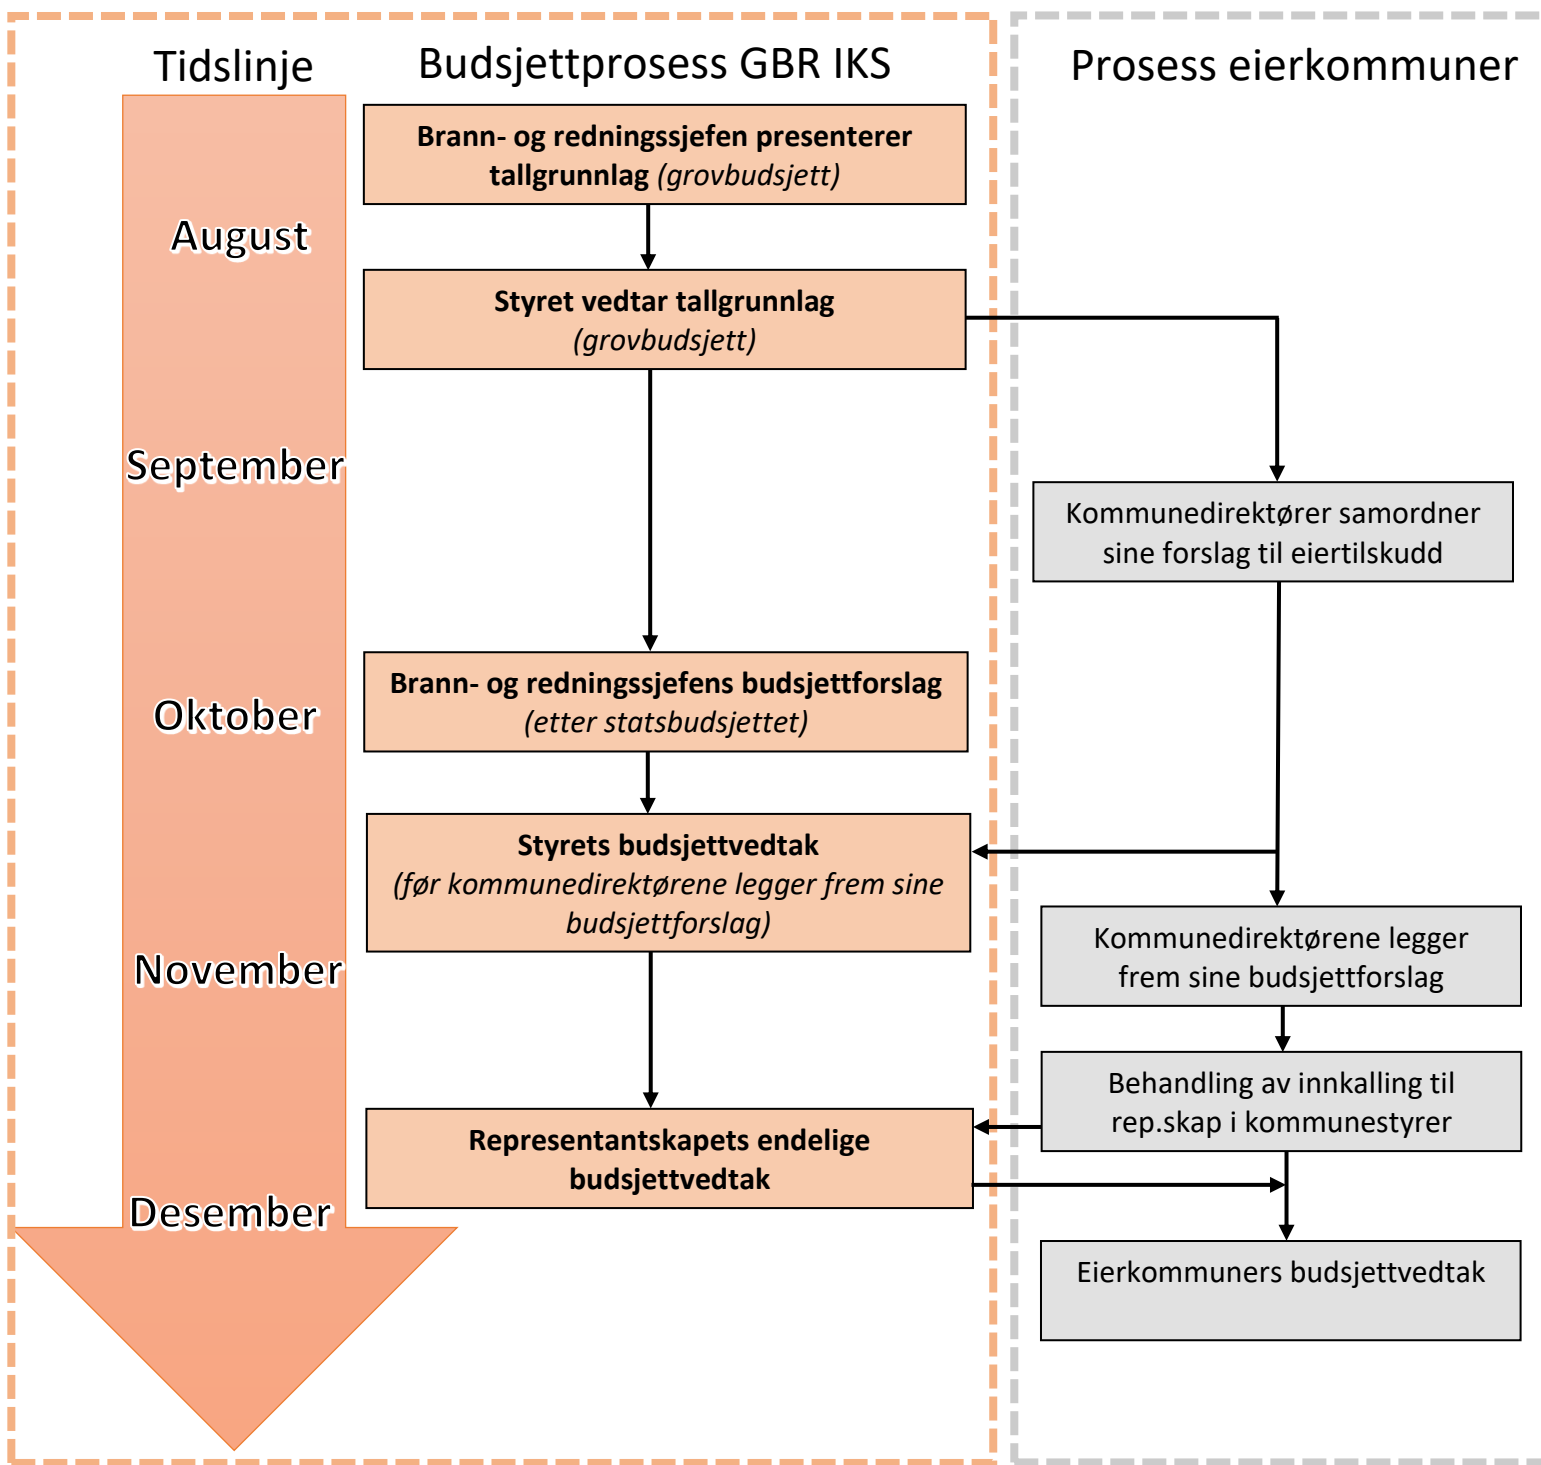 Tidslinje
Budsjettprosess GBR IKS
Prosess eierkommuner
August
September
Oktober
November
Desember
Brann- og redningssjefen presenterer
tallgrunnlag (grovbudsjett)
Styret vedtar tallgrunnlag
(grovbudsjett)
Brann- og redningssjefens budsjettforslag
(etter statsbudsjettet)
Styrets budsjettvedtak
(før kommunedirektørene legger frem sine
budsjettforslag)
Representantskapets endelige
budsjettvedtak
Kommunedirektører samordner
sine forslag til eiertilskudd
Kommunedirektørene legger
frem sine budsjettforslag
Behandling av innkalling til
rep.skap i kommunestyrer
Eierkommuners budsjettvedtak